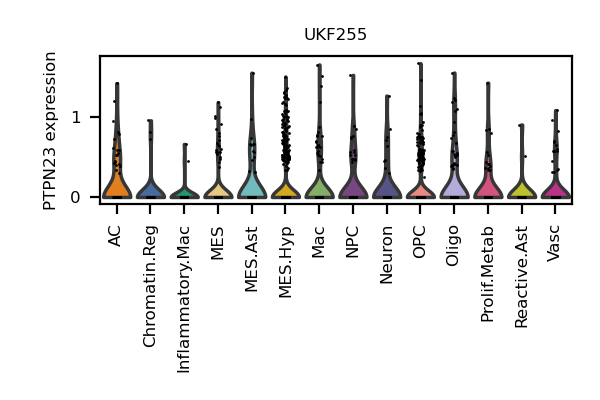 UKF255
PTPN23 expression
1
0
AC
Chromatin.Reg
Inflammatory.Mac
MES
MES.Ast
MES.Hyp
Mac
NPC
Neuron
OPC
Oligo
Prolif.Metab
Reactive.Ast
Vasc